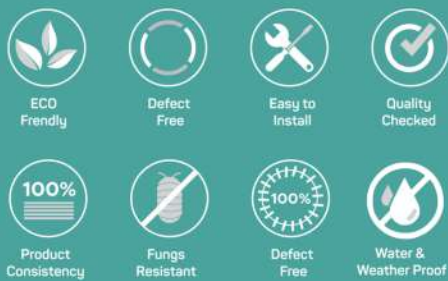 ECO
Frendly
Defect
Free
Easy to
Install
Quality
Checked
100%
Product
Consistency
Fungs
Resistant
100%
Defect
Free
Water &
Weather Proof